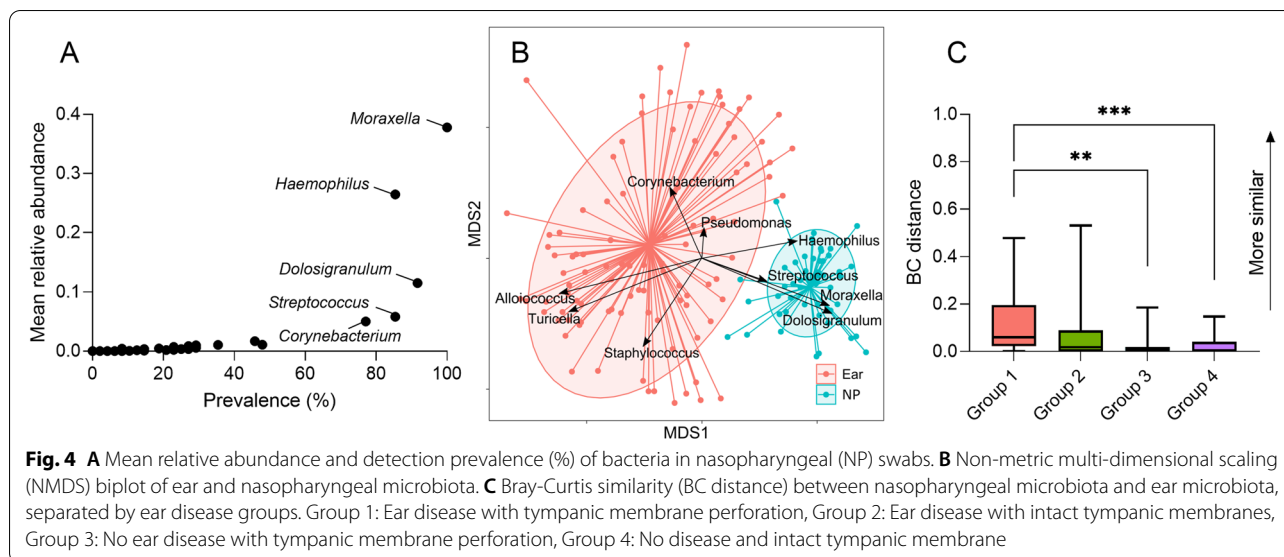 A
Mean relative abundance
0.4
0.3
0.2
0.1
0.0
Moraxella
Haemophilus
Dolosigranulum
Streptococcus
Corynebacterium
0 20 40 60 80 100
Prevalence (%)
B
MDS2
Corynebacterium
Pseudomonas
Haemophilus
Streptococcus
Moraxella
Dolosigranulum
Alloiococcus
Turicella
Staphylococcus
Ear
NP
MDS1
C
BC distance
1.0
0.8
0.6
0.4
0.2
0.0
***
**
More similar
Group 1
Group 2
Group 3
Group 4
Fig. 4 A Mean relative abundance and detection prevalence (%) of bacteria in nasopharyngeal (NP) swabs. B Non-metric multi-dimensional scaling
(NMDS) biplot of ear and nasopharyngeal microbiota. C Bray-Curtis similarity (BC distance) between nasopharyngeal microbiota and ear microbiota,
separated by ear disease groups. Group 1: Ear disease with tympanic membrane perforation, Group 2: Ear disease with intact tympanic membranes,
Group 3: No ear disease with tympanic membrane perforation, Group 4: No disease and intact tympanic membrane